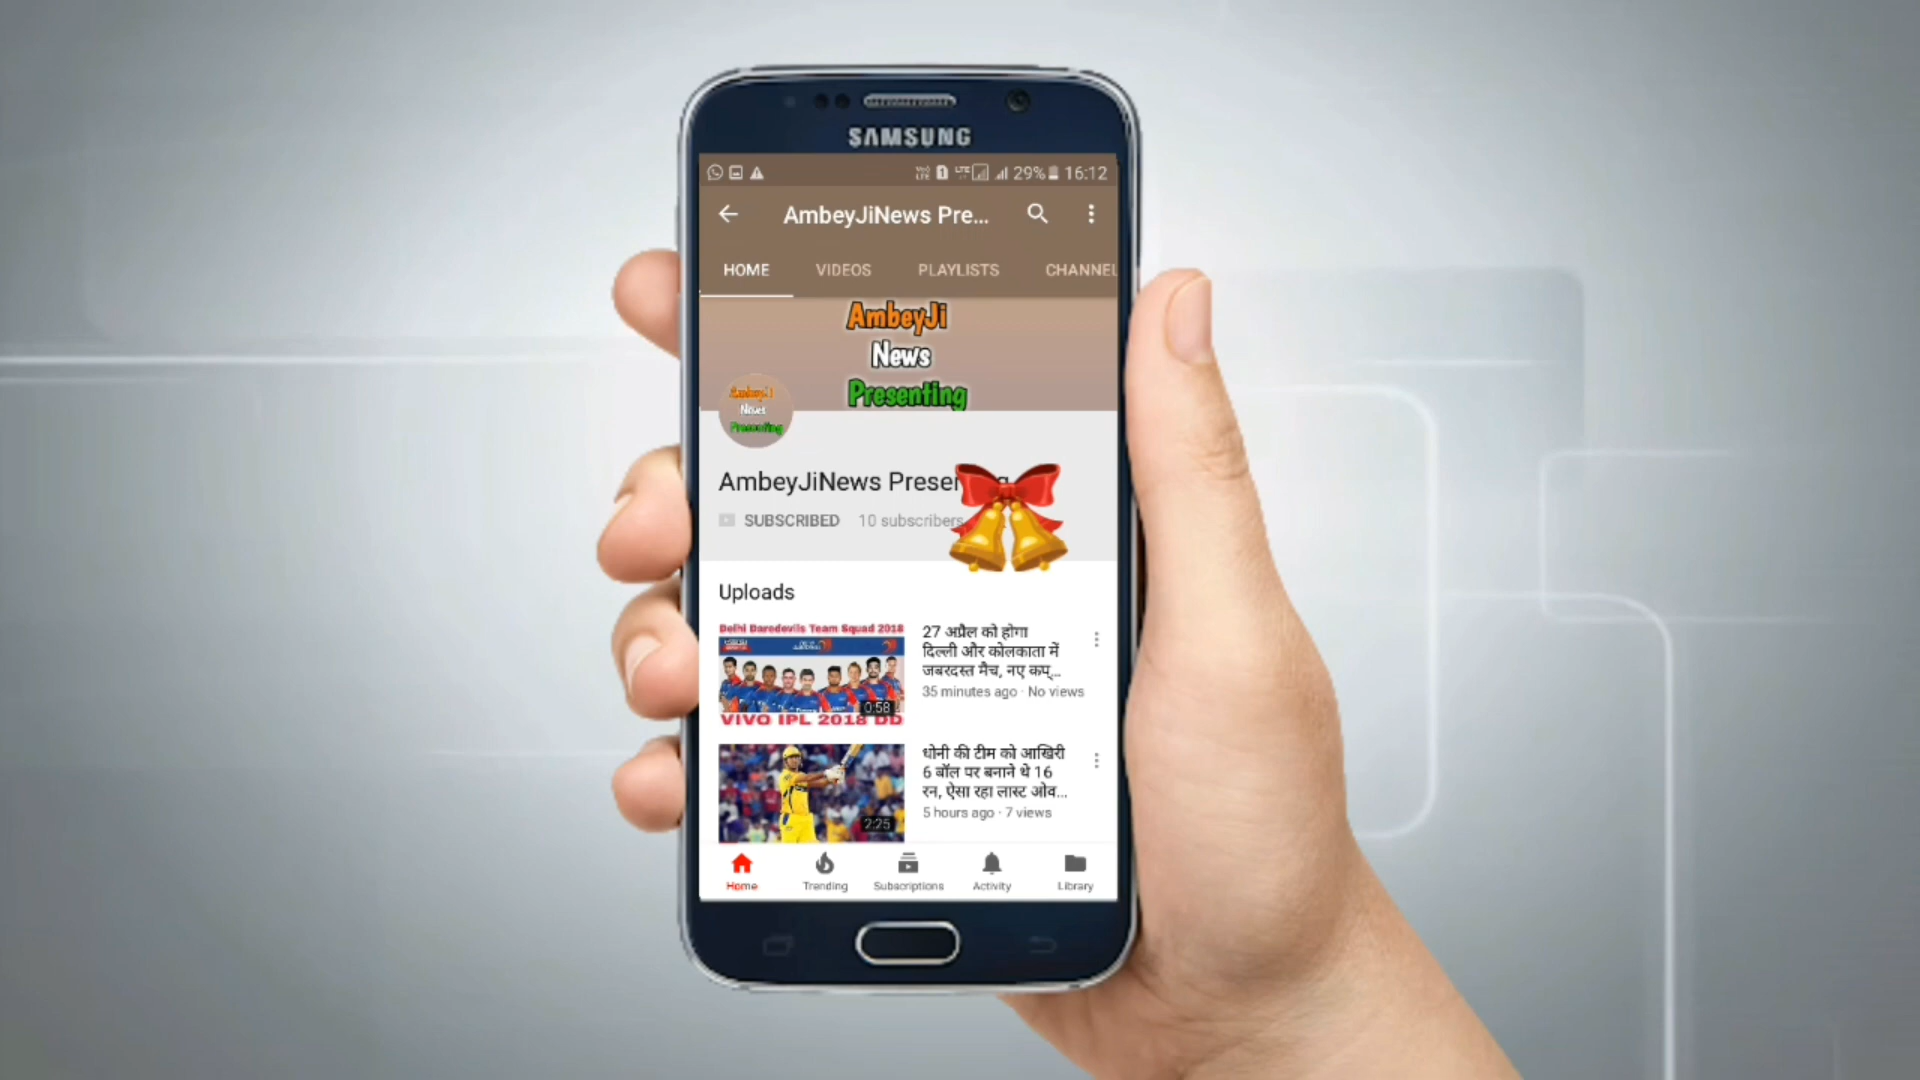 SAMSUNG
29% 16:12
AmbeyJiNews Pre...
HOME VIDEOS PLAYLISTS CHANNEL
AmbeyJi
News
Presenting
AmbeyJi
News
Presenting
AmbeyJiNews
SUBSCRIBED 10 subscribers
Uploads
Delhi Daredevils Team Squad 2018
0:58
VIVO IPL 2018 DD
27 अप्रैल को होगा
दिल्ली और कोलकाता में
जबरदस्त मैच, नए कप्...
35 minutes ago · No views
2:25
धोनी की टीम को आखिरी
6 बॉल पर बनाने थे 16
रन, ऐसा रहा लास्ट ओव...
5 hours ago · 7 views
Home Trending Subscriptions Activity Library